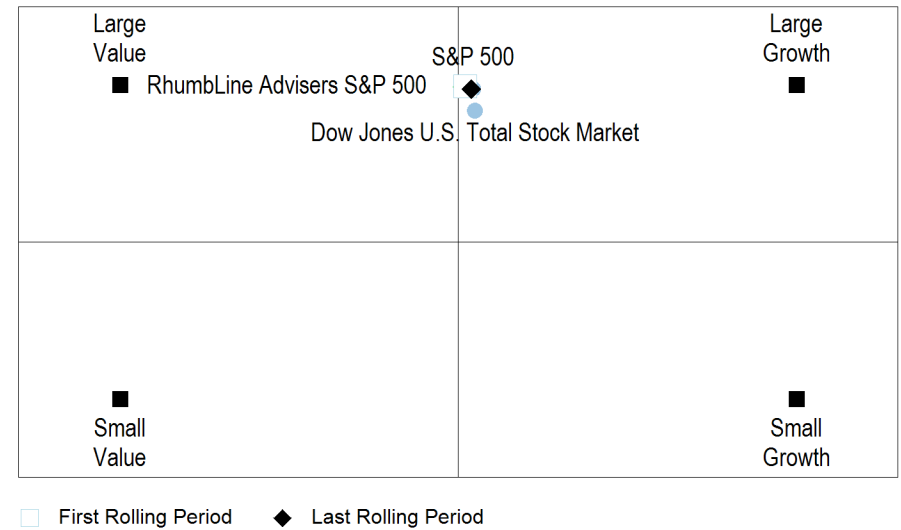 Large
Value
Large
Growth
S&P 500
RhumbLine Advisers S&P 500
Dow Jones U.S. Total Stock Market
Small
Value
Small
Growth
First Rolling Period
Last Rolling Period